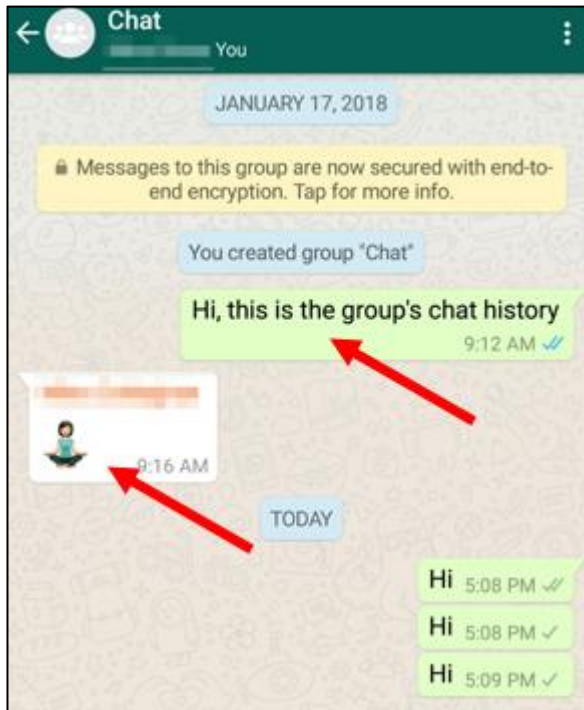 Chat
You
JANUARY 17, 2018
Messages to this group are now secured with end-to-
end encryption. Tap for more info.
You created group "Chat"
Hi, this is the group's chat history
9:12 AM
9:16 AM
TODAY
Hi 5:08 PM
Hi 5:08 PM
Hi 5:09 PM